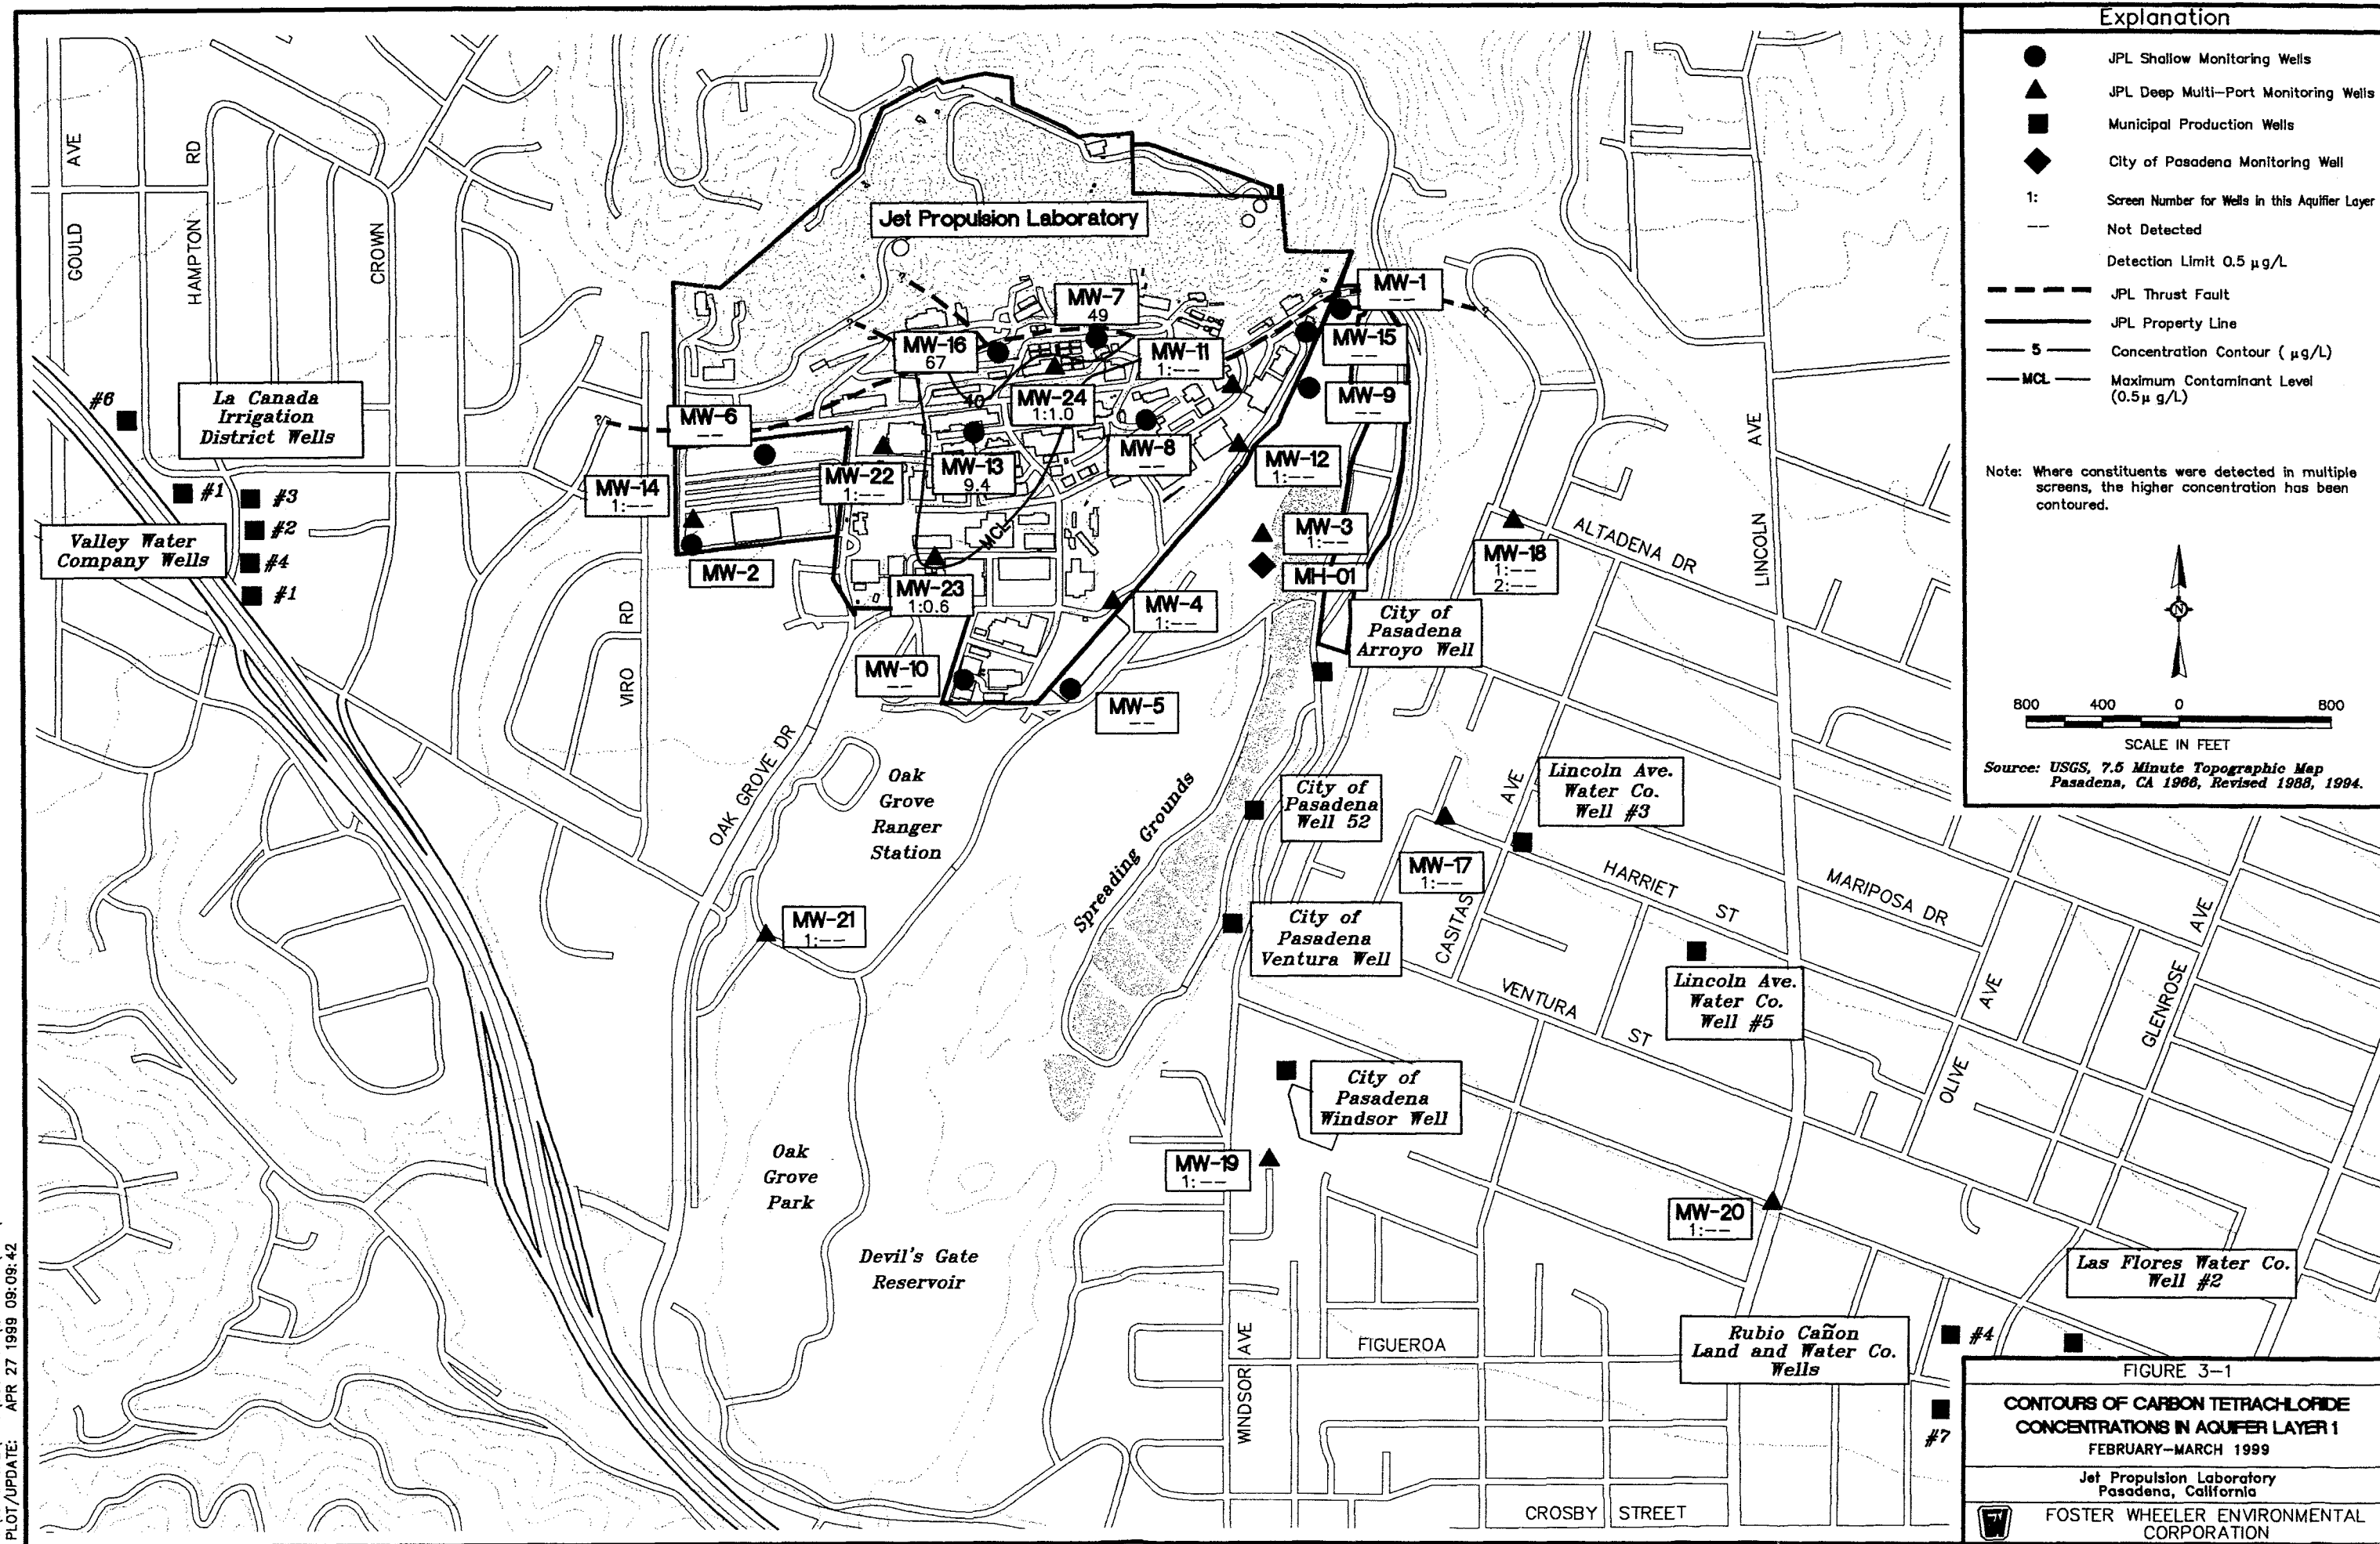 Explanation
JPL Shallow Monitoring Wells
JPL Deep Multi-Port Monitoring Wells
Municipal Production Wells
City of Pasadena Monitoring Well
1: Screen Number for Wells in this Aquifier Layer
-- Not Detected
Detection Limit 0.5 µg/L
JPL Thrust Fault
JPL Property Line
5 Concentration Contour ( µg/L)
MCL Maximum Contaminant Level
(0.5µ g/L)
Note: Where constituents were detected in multiple
screens, the higher concentration has been
contoured.
N
800 400 0 800
SCALE IN FEET
Source: USGS, 7.5 Minute Topographic Map
Pasadena, CA 1966, Revised 1988, 1994.
GOULD AVE
HAMPTON RD
CROWN
Jet Propulsion Laboratory
MW-1
--
MW-7
49
MW-16
67
MW-11
1:--
MW-15
--
MW-24
1:1.0
MW-9
--
MW-6
--
40
MW-8
--
MW-12
1:--
MW-22
1:--
MW-13
9.4
MW-14
1:--
MW-3
1:--
MCL
MW-2
MH-01
MW-23
1:0.6
MW-4
1:--
MW-18
1:--
2:--
MW-10
--
MW-5
--
#6
La Canada
Irrigation
District Wells
#1
#3
#2
#4
#1
Valley Water
Company Wells
VIRO RD
ALTADENA DR
LINCOLN AVE
City of
Pasadena
Arroyo Well
OAK GROVE DR
Oak
Grove
Ranger
Station
Spreading Grounds
City of
Pasadena
Well 52
Lincoln Ave.
Water Co.
Well #3
CASITAS AVE
MW-17
1:--
HARRIET ST
MARIPOSA DR
MW-21
1:--
City of
Pasadena
Ventura Well
Lincoln Ave.
Water Co.
Well #5
VENTURA ST
OLIVE AVE
GLENROSE AVE
City of
Pasadena
Windsor Well
Oak
Grove
Park
MW-19
1:--
MW-20
1:--
Devil's Gate
Reservoir
Las Flores Water Co.
Well #2
WINDSOR AVE
FIGUEROA
Rubio Cañon
Land and Water Co.
Wells
#4
#7
CROSBY STREET
PLOT/UPDATE: APR 27 1999 09:09:42
FIGURE 3-1
CONTOURS OF CARBON TETRACHLORIDE
CONCENTRATIONS IN AQUIFER LAYER 1
FEBRUARY-MARCH 1999
Jet Propulsion Laboratory
Pasadena, California
FOSTER WHEELER ENVIRONMENTAL
CORPORATION